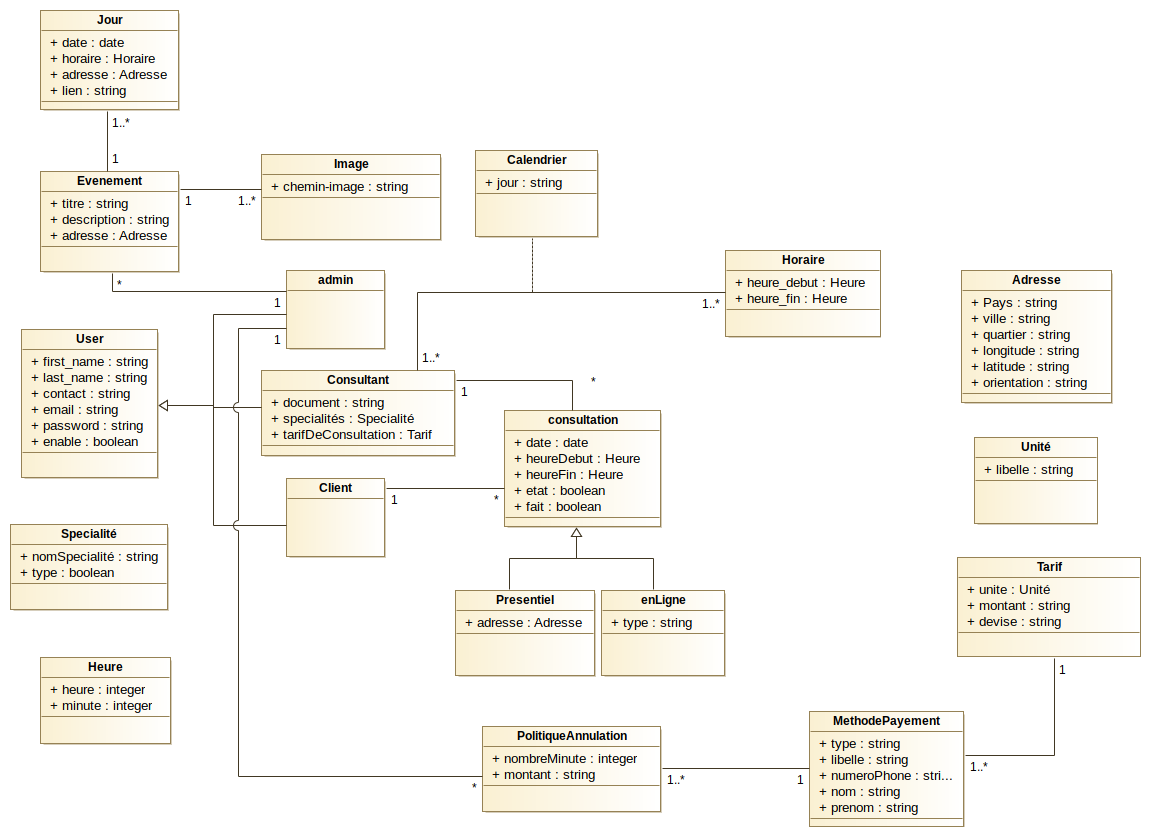 Jour
+ date : date
+ horaire : Horaire
+ adresse : Adresse
+ lien : string
1..*
1
Evenement
+ titre : string
+ description : string
+ adresse : Adresse
1
1..*
*
Image
+ chemin-image : string
Calendrier
+ jour : string
Horaire
+ heure_debut : Heure
+ heure_fin : Heure
1..*
Adresse
+ Pays : string
+ ville : string
+ quartier : string
+ longitude : string
+ latitude : string
+ orientation : string
admin
1
1
User
+ first_name : string
+ last_name : string
+ contact : string
+ email : string
+ password : string
+ enable : boolean
1..*
Consultant
+ document : string
+ specialités : Specialité
+ tarifDeConsultation : Tarif
1
*
consultation
+ date : date
+ heureDebut : Heure
+ heureFin : Heure
+ etat : boolean
+ fait : boolean
Client
1
*
Unité
+ libelle : string
Specialité
+ nomSpecialité : string
+ type : boolean
Presentiel
+ adresse : Adresse
enLigne
+ type : string
Tarif
+ unite : Unité
+ montant : string
+ devise : string
1
Heure
+ heure : integer
+ minute : integer
PolitiqueAnnulation
+ nombreMinute : integer
+ montant : string
*
1..*
1
MethodePayement
+ type : string
+ libelle : string
+ numeroPhone : stri...
+ nom : string
+ prenom : string
1..*